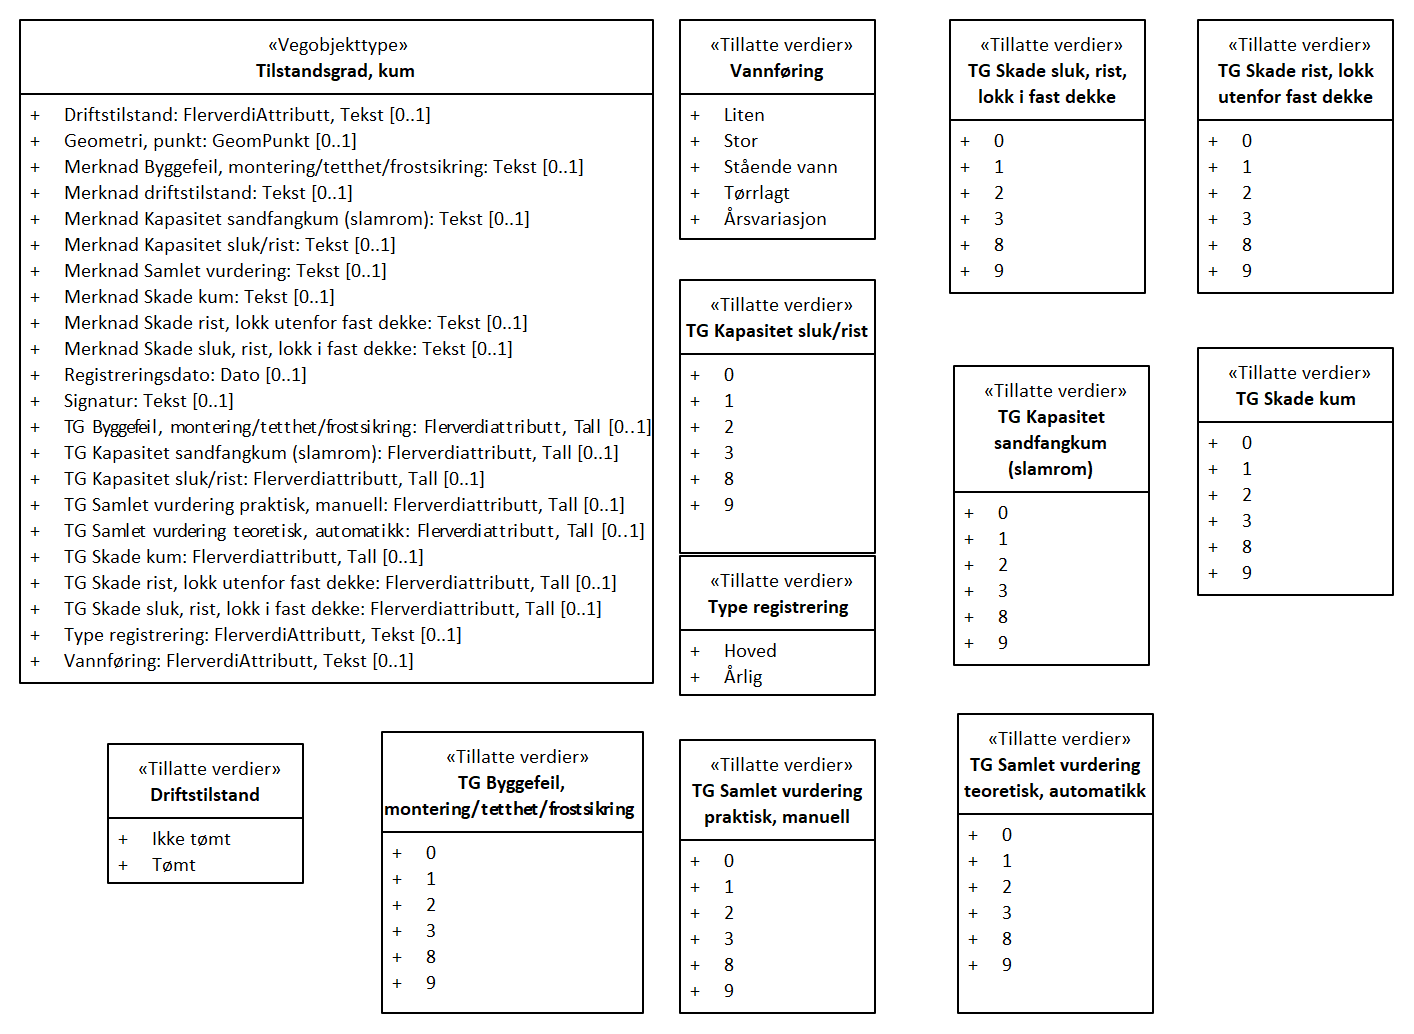 «Vegobjekttype»
Tilstandsgrad, kum
+ Driftstilstand: FlerverdiAttributt, Tekst [0..1]
+ Geometri, punkt: GeomPunkt [0..1]
+ Merknad Byggefeil, montering/tetthet/frostsikring: Tekst [0..1]
+ Merknad driftstilstand: Tekst [0..1]
+ Merknad Kapasitet sandfangkum (slamrom): Tekst [0..1]
+ Merknad Kapasitet sluk/rist: Tekst [0..1]
+ Merknad Samlet vurdering: Tekst [0..1]
+ Merknad Skade kum: Tekst [0..1]
+ Merknad Skade rist, lokk utenfor fast dekke: Tekst [0..1]
+ Merknad Skade sluk, rist, lokk i fast dekke: Tekst [0..1]
+ Registreringsdato: Dato [0..1]
+ Signatur: Tekst [0..1]
+ TG Byggefeil, montering/tetthet/frostsikring: Flerverdiattributt, Tall [0..1]
+ TG Kapasitet sandfangkum (slamrom): Flerverdiattributt, Tall [0..1]
+ TG Kapasitet sluk/rist: Flerverdiattributt, Tall [0..1]
+ TG Samlet vurdering praktisk, manuell: Flerverdiattributt, Tall [0..1]
+ TG Samlet vurdering teoretisk, automatikk: Flerverdiattributt, Tall [0..1]
+ TG Skade kum: Flerverdiattributt, Tall [0..1]
+ TG Skade rist, lokk utenfor fast dekke: Flerverdiattributt, Tall [0..1]
+ TG Skade sluk, rist, lokk i fast dekke: Flerverdiattributt, Tall [0..1]
+ Type registrering: FlerverdiAttributt, Tekst [0..1]
+ Vannføring: FlerverdiAttributt, Tekst [0..1]
«Tillatte verdier»
Vannføring
+ Liten
+ Stor
+ Stående vann
+ Tørrlagt
+ Årsvariasjon
«Tillatte verdier»
TG Skade sluk, rist,
lokk i fast dekke
+ 0
+ 1
+ 2
+ 3
+ 8
+ 9
«Tillatte verdier»
TG Skade rist, lokk
utenfor fast dekke
+ 0
+ 1
+ 2
+ 3
+ 8
+ 9
«Tillatte verdier»
TG Kapasitet sluk/rist
+ 0
+ 1
+ 2
+ 3
+ 8
+ 9
«Tillatte verdier»
TG Kapasitet
sandfangkum
(slamrom)
+ 0
+ 1
+ 2
+ 3
+ 8
+ 9
«Tillatte verdier»
TG Skade kum
+ 0
+ 1
+ 2
+ 3
+ 8
+ 9
«Tillatte verdier»
Type registrering
+ Hoved
+ Årlig
«Tillatte verdier»
Driftstilstand
+ Ikke tømt
+ Tømt
«Tillatte verdier»
TG Byggefeil,
montering/tetthet/frostsikring
+ 0
+ 1
+ 2
+ 3
+ 8
+ 9
«Tillatte verdier»
TG Samlet vurdering
praktisk, manuell
+ 0
+ 1
+ 2
+ 3
+ 8
+ 9
«Tillatte verdier»
TG Samlet vurdering
teoretisk, automatikk
+ 0
+ 1
+ 2
+ 3
+ 8
+ 9